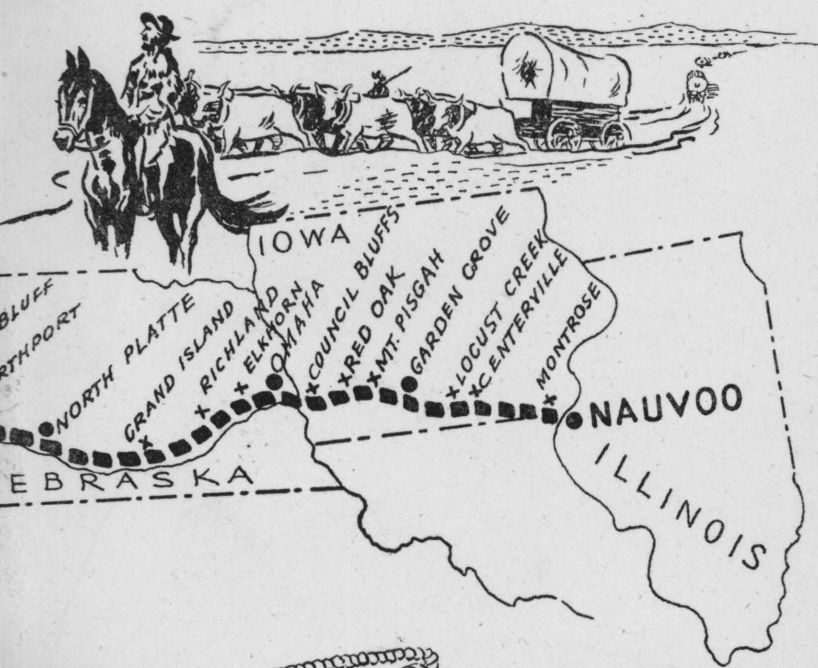 IOWA
BLUFF
RTHPORT
NORTH PLATTE
GRAND ISLAND
RICHLAND
ELKHORN
OMAHA
COUNCIL BLUFFS
RED OAK
MT. PISGAH
GARDEN GROVE
LOCUST CREEK
CENTERVILLE
MONTROSE
NAUVOO
EBRASKA
ILLINOIS